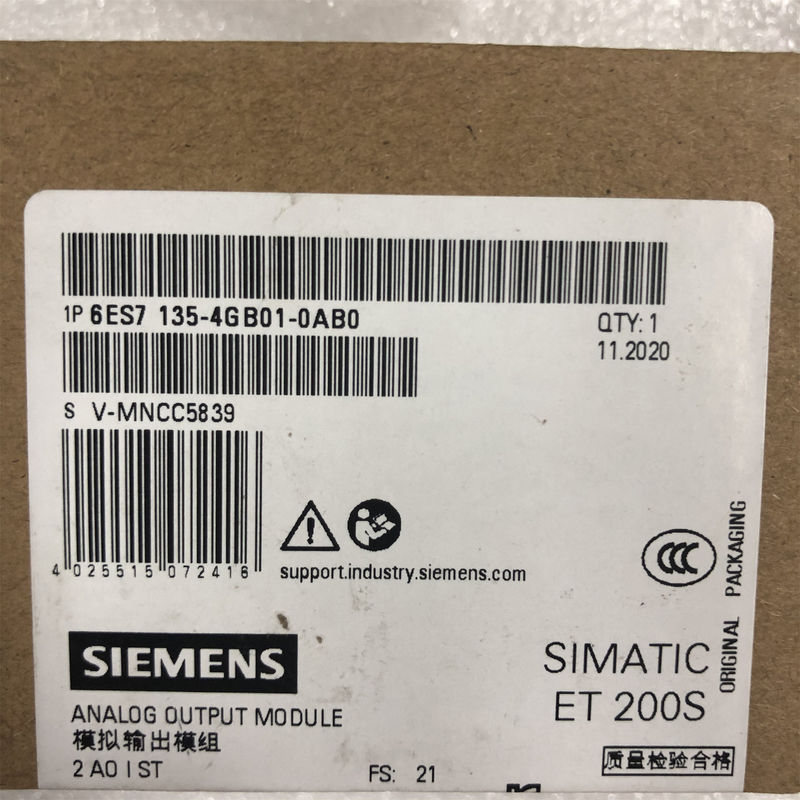 1P 6ES7 135-4GB01-0AB0
QTY: 1
11.2020
S V-MNCC5839
4 025515 072416
support.industry.siemens.com
CCC
ORIGINAL PACKAGING
SIEMENS
SIMATIC
ET 200S
ANALOG OUTPUT MODULE
模拟输出模组
2 AO I ST
FS: 21
质量检验合格